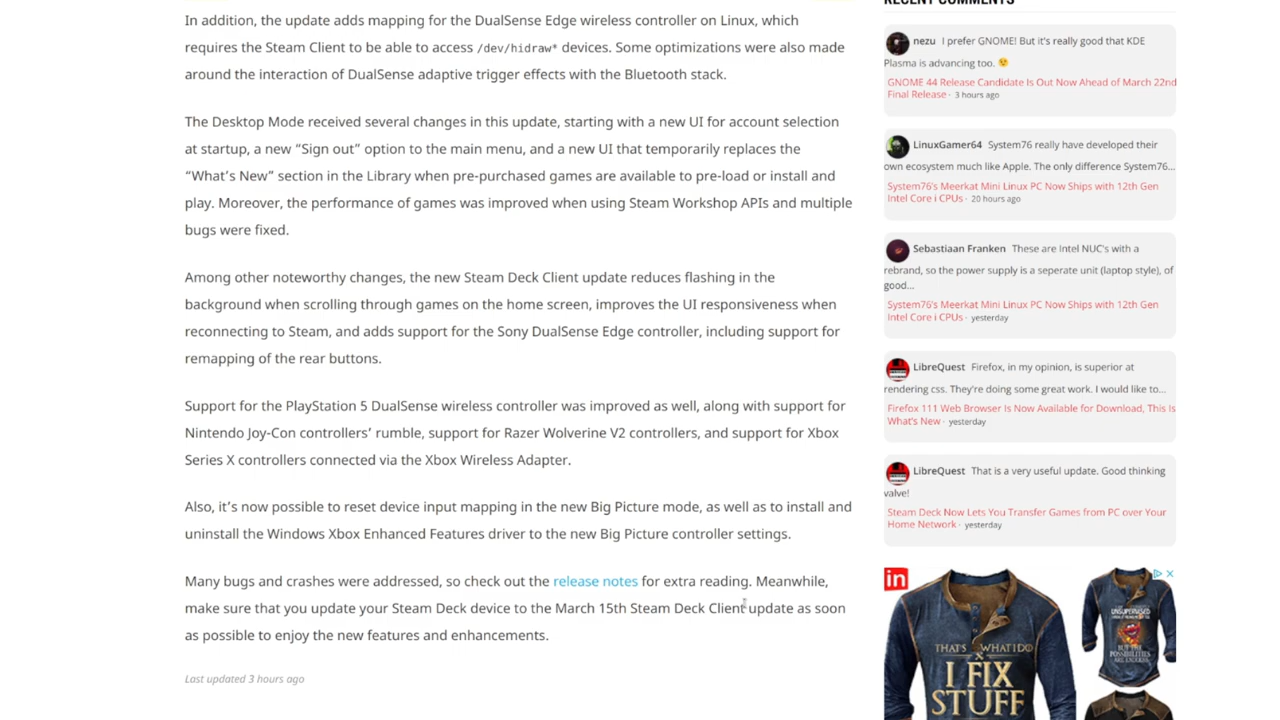 In addition, the update adds mapping for the DualSense Edge wireless controller on Linux, which
requires the Steam Client to be able to access /dev/hidraw* devices. Some optimizations were also made
around the interaction of DualSense adaptive trigger effects with the Bluetooth stack.
The Desktop Mode received several changes in this update, starting with a new UI for account selection
at startup, a new “Sign out” option to the main menu, and a new UI that temporarily replaces the
“What’s New” section in the Library when pre-purchased games are available to pre-load or install and
play. Moreover, the performance of games was improved when using Steam Workshop APIs and multiple
bugs were fixed.
Among other noteworthy changes, the new Steam Deck Client update reduces flashing in the
background when scrolling through games on the home screen, improves the UI responsiveness when
reconnecting to Steam, and adds support for the Sony DualSense Edge controller, including support for
remapping of the rear buttons.
Support for the PlayStation 5 DualSense wireless controller was improved as well, along with support for
Nintendo Joy-Con controllers’ rumble, support for Razer Wolverine V2 controllers, and support for Xbox
Series X controllers connected via the Xbox Wireless Adapter.
Also, it’s now possible to reset device input mapping in the new Big Picture mode, as well as to install and
uninstall the Windows Xbox Enhanced Features driver to the new Big Picture controller settings.
Many bugs and crashes were addressed, so check out the release notes for extra reading. Meanwhile,
make sure that you update your Steam Deck device to the March 15th Steam Deck Client update as soon
as possible to enjoy the new features and enhancements.
Last updated 3 hours ago
RECENT COMMENTS
nezu I prefer GNOME! But it's really good that KDE
Plasma is advancing too. 😉
GNOME 44 Release Candidate Is Out Now Ahead of March 22nd
Final Release · 3 hours ago
LinuxGamer64 System76 really have developed their
own ecosystem much like Apple. The only difference System76...
System76's Meerkat Mini Linux PC Now Ships with 12th Gen
Intel Core i CPUs · 20 hours ago
Sebastiaan Franken These are Intel NUC's with a
rebrand, so the power supply is a seperate unit (laptop style), of
good...
System76's Meerkat Mini Linux PC Now Ships with 12th Gen
Intel Core i CPUs · yesterday
LibreQuest Firefox, in my opinion, is superior at
rendering css. They're doing some great work. I would like to...
Firefox 111 Web Browser Is Now Available for Download, This Is
What's New · yesterday
LibreQuest That is a very useful update. Good thinking
valve!
Steam Deck Now Lets You Transfer Games from PC over Your
Home Network · yesterday
in
THAT'S WHAT I DO
I FIX
STUFF